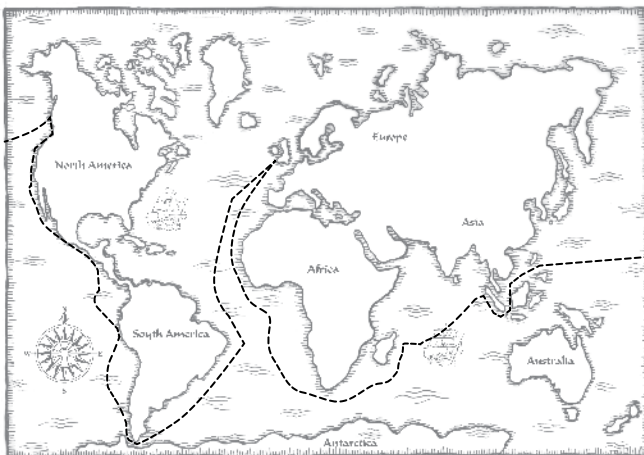 Europe
North America
Asia
Africa
South America
N
W
E
S
Australia
Antarctica